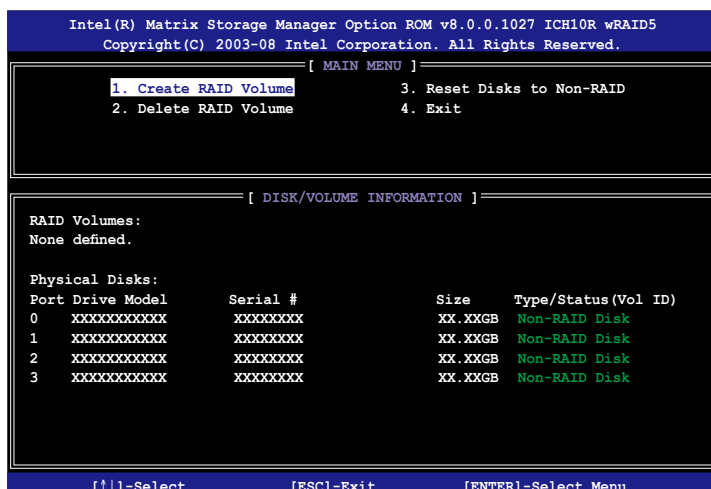 Intel(R) Matrix Storage Manager Option ROM v8.0.0.1027 ICH10R wRAID5
Copyright(C) 2003-08 Intel Corporation. All Rights Reserved.
[ MAIN MENU ]
1. Create RAID Volume 3. Reset Disks to Non-RAID
2. Delete RAID Volume 4. Exit
[ DISK/VOLUME INFORMATION ]
RAID Volumes:
None defined.
Physical Disks:
Port Drive Model Serial # Size Type/Status(Vol ID)
0 XXXXXXXXXXX XXXXXXXX XX.XXGB Non-RAID Disk
1 XXXXXXXXXXX XXXXXXXX XX.XXGB Non-RAID Disk
2 XXXXXXXXXXX XXXXXXXX XX.XXGB Non-RAID Disk
3 XXXXXXXXXXX XXXXXXXX XX.XXGB Non-RAID Disk
[↑↓]-Select [ESC]-Exit [ENTER]-Select Menu